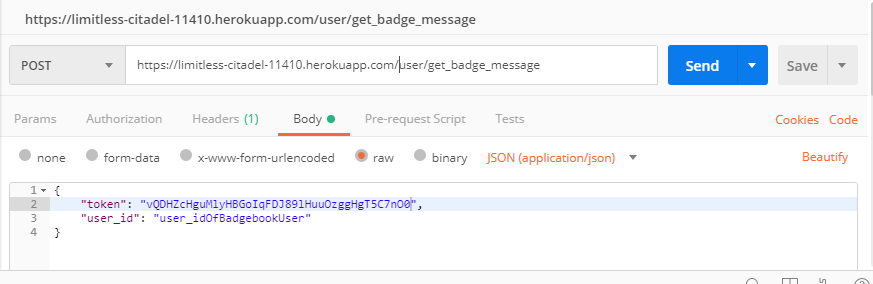 https://limitless-citadel-11410.herokuapp.com/user/get_badge_message
POST https://limitless-citadel-11410.herokuapp.com/user/get_badge_message Send Save
Params Authorization Headers (1) Body Pre-request Script Tests Cookies Code
none form-data x-www-form-urlencoded raw binary JSON (application/json) Beautify
1 {
2 "token": "vQDHZcHguMlyHBGoIqFDJ89lHuuOzggHgT5C7nO0",
3 "user_id": "user_idOfBadgebookUser"
4 }